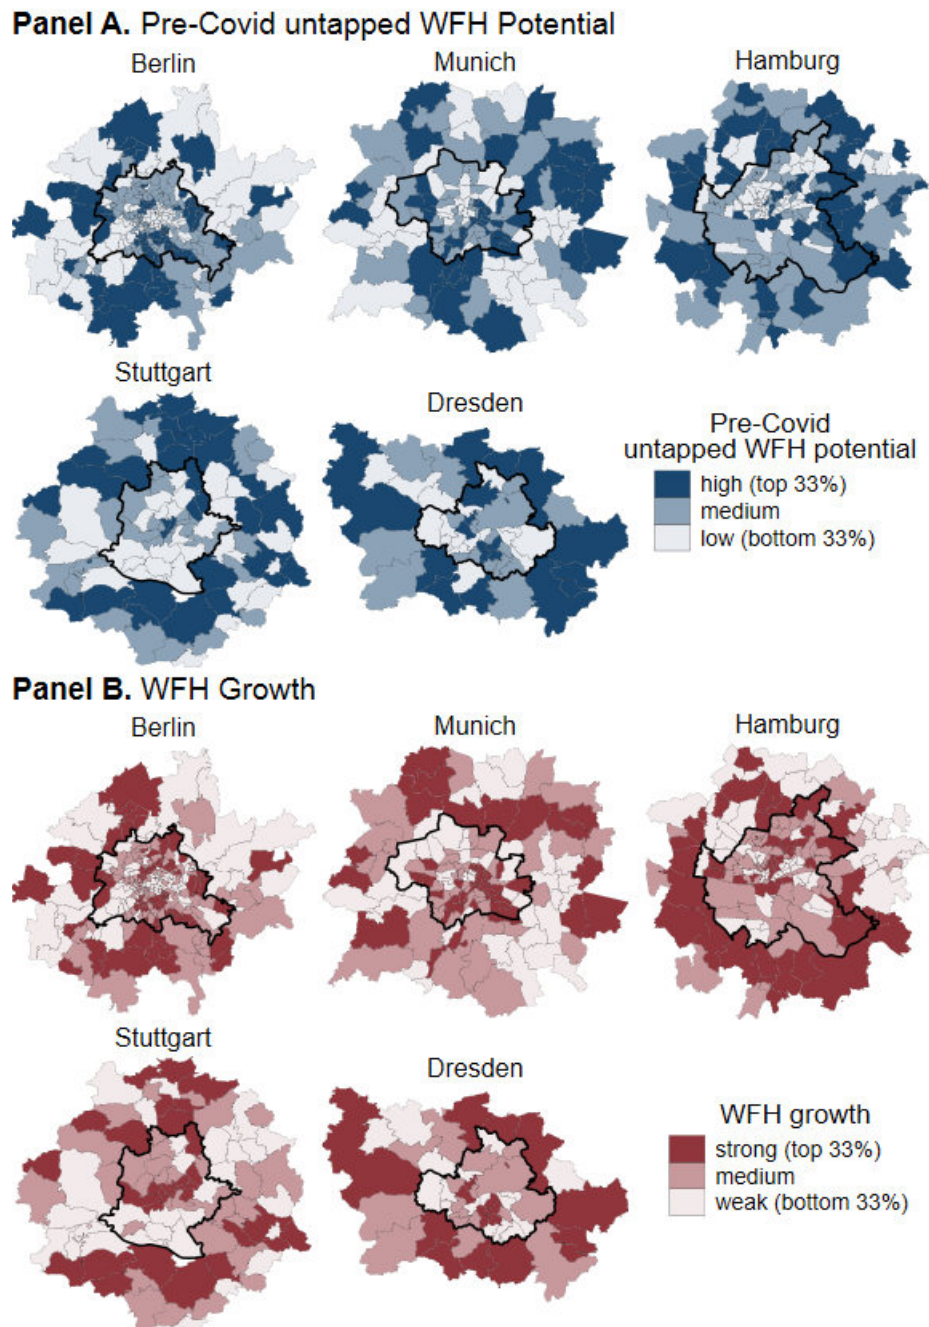 Panel A. Pre-Covid untapped WFH Potential
Berlin
Munich
Hamburg
Stuttgart
Dresden
Pre-Covid
untapped WFH potential
high (top 33%)
medium
low (bottom 33%)
Panel B. WFH Growth
Berlin
Munich
Hamburg
Stuttgart
Dresden
WFH growth
strong (top 33%)
medium
weak (bottom 33%)